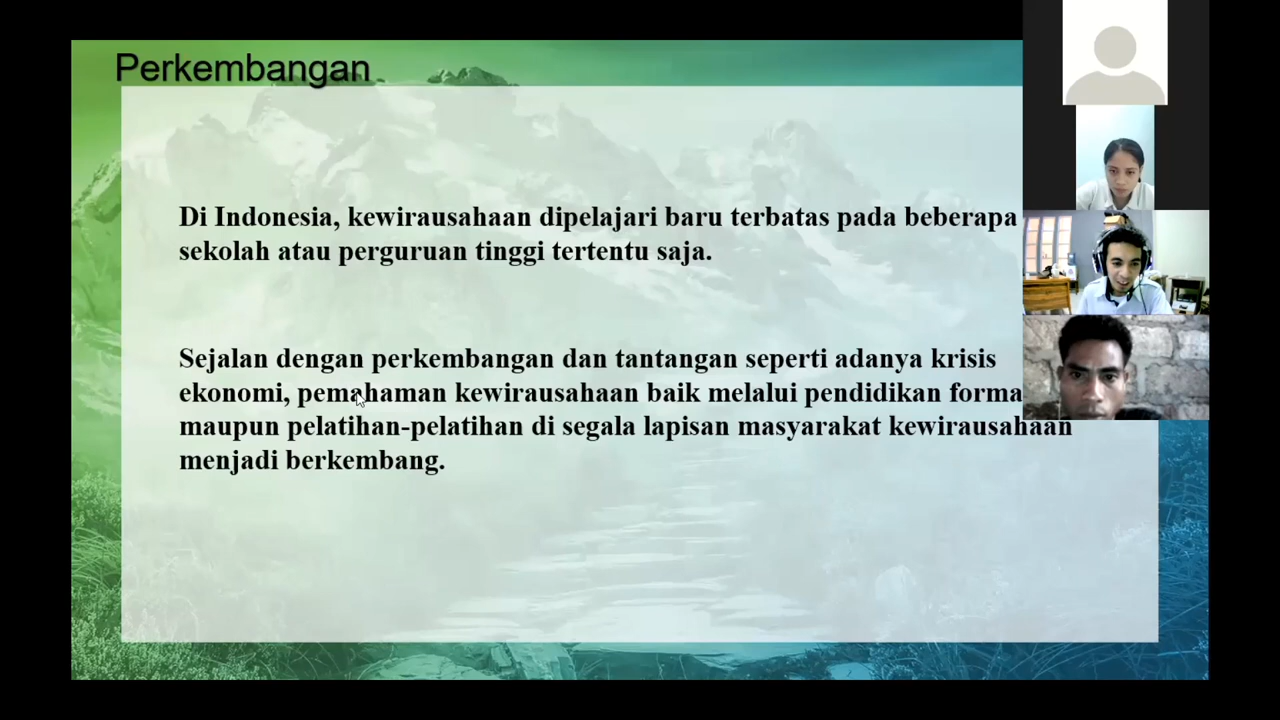 Perkembangan
Di Indonesia, kewirausahaan dipelajari baru terbatas pada beberapa
sekolah atau perguruan tinggi tertentu saja.
Sejalan dengan perkembangan dan tantangan seperti adanya krisis
ekonomi, pemahaman kewirausahaan baik melalui pendidikan forma
maupun pelatihan-pelatihan di segala lapisan masyarakat kewirausahaan
menjadi berkembang.